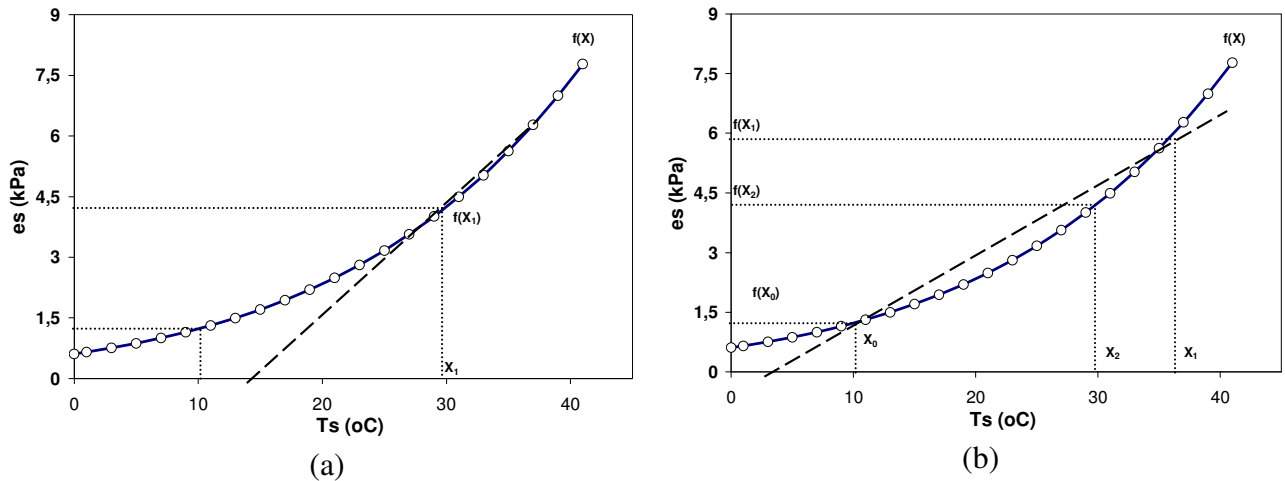 9
7,5
6
4,5
3
1,5
0
es (kPa)
f(X)
f(X₁)
X₁
0
10
20
30
40
Ts (oC)
(a)
9
7,5
6
4,5
3
1,5
0
es (kPa)
f(X)
f(X₁)
f(X₂)
f(X₀)
X₀
X₂
X₁
0
10
20
30
40
Ts (oC)
(b)